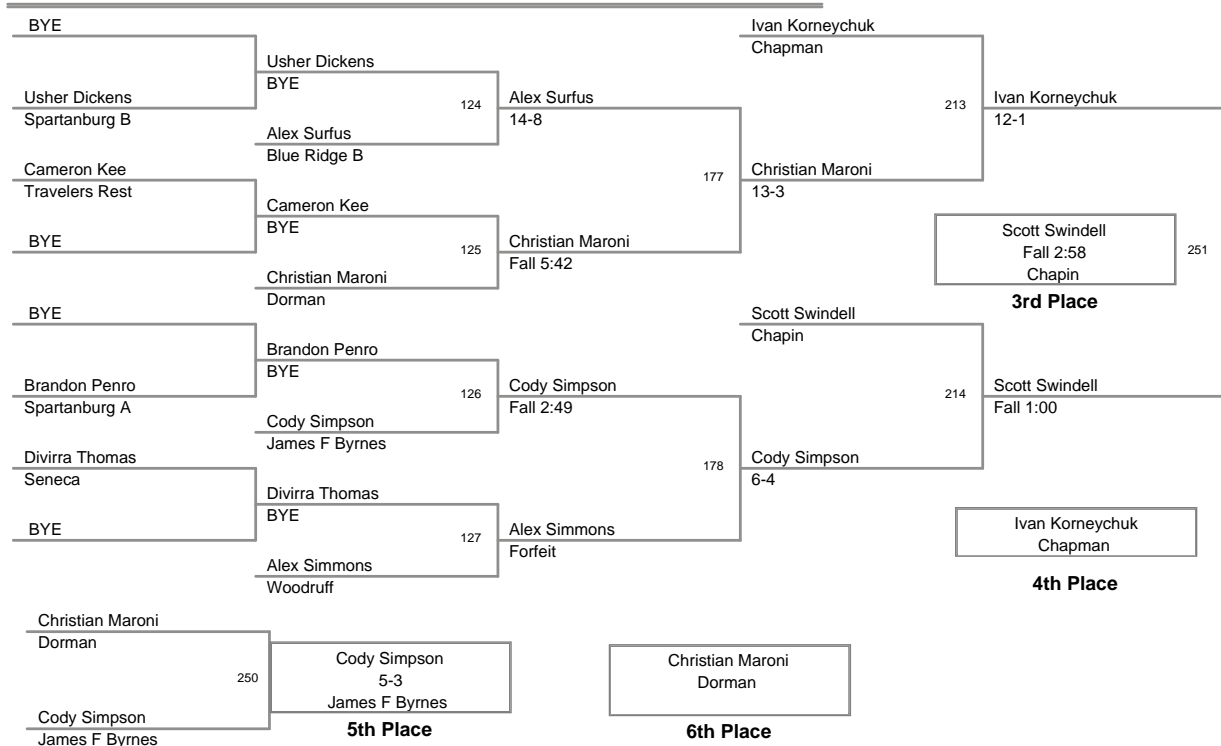 BYE
Usher Dickens
Spartanburg B
Cameron Kee
Travelers Rest
BYE
BYE
Brandon Penro
Spartanburg A
Divirra Thomas
Seneca
BYE
Usher Dickens
BYE
124
Alex Surfus
Blue Ridge B
Cameron Kee
BYE
125
Christian Maroni
Dorman
Brandon Penro
BYE
126
Cody Simpson
James F Byrnes
Divirra Thomas
BYE
127
Alex Simmons
Woodruff
Alex Surfus
14-8
177
Christian Maroni
Fall 5:42
Cody Simpson
Fall 2:49
178
Alex Simmons
Forfeit
Ivan Korneychuk
Chapman
213
Christian Maroni
13-3
Scott Swindell
Chapin
214
Cody Simpson
6-4
Ivan Korneychuk
12-1
Scott Swindell
Fall 2:58
Chapin
251
3rd Place
Scott Swindell
Fall 1:00
Ivan Korneychuk
Chapman
4th Place
Christian Maroni
Dorman
250
Cody Simpson
James F Byrnes
Cody Simpson
5-3
James F Byrnes
5th Place
Christian Maroni
Dorman
6th Place